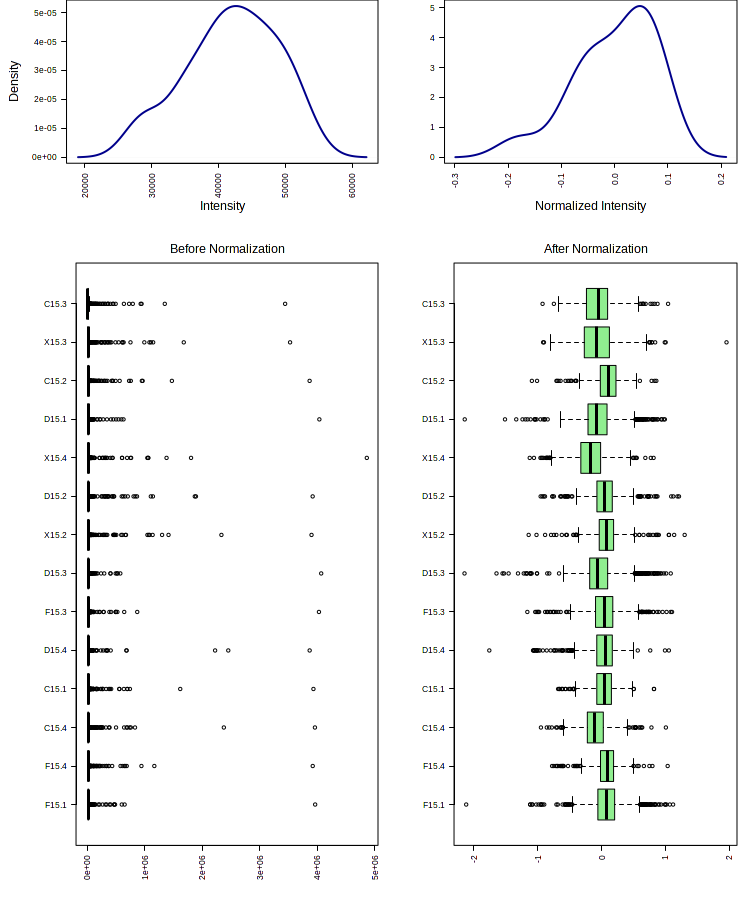 5e-05
4e-05
3e-05
2e-05
1e-05
0e+00
Density
20000
30000
40000
50000
60000
Intensity
5
4
3
2
1
0
-0.3
-0.2
-0.1
0.0
0.1
0.2
Normalized Intensity
Before Normalization
C15.3
X15.3
C15.2
D15.1
X15.4
D15.2
X15.2
D15.3
F15.3
D15.4
C15.1
C15.4
F15.4
F15.1
0e+00
1e+06
2e+06
3e+06
4e+06
5e+06
After Normalization
C15.3
X15.3
C15.2
D15.1
X15.4
D15.2
X15.2
D15.3
F15.3
D15.4
C15.1
C15.4
F15.4
F15.1
-2
-1
0
1
2